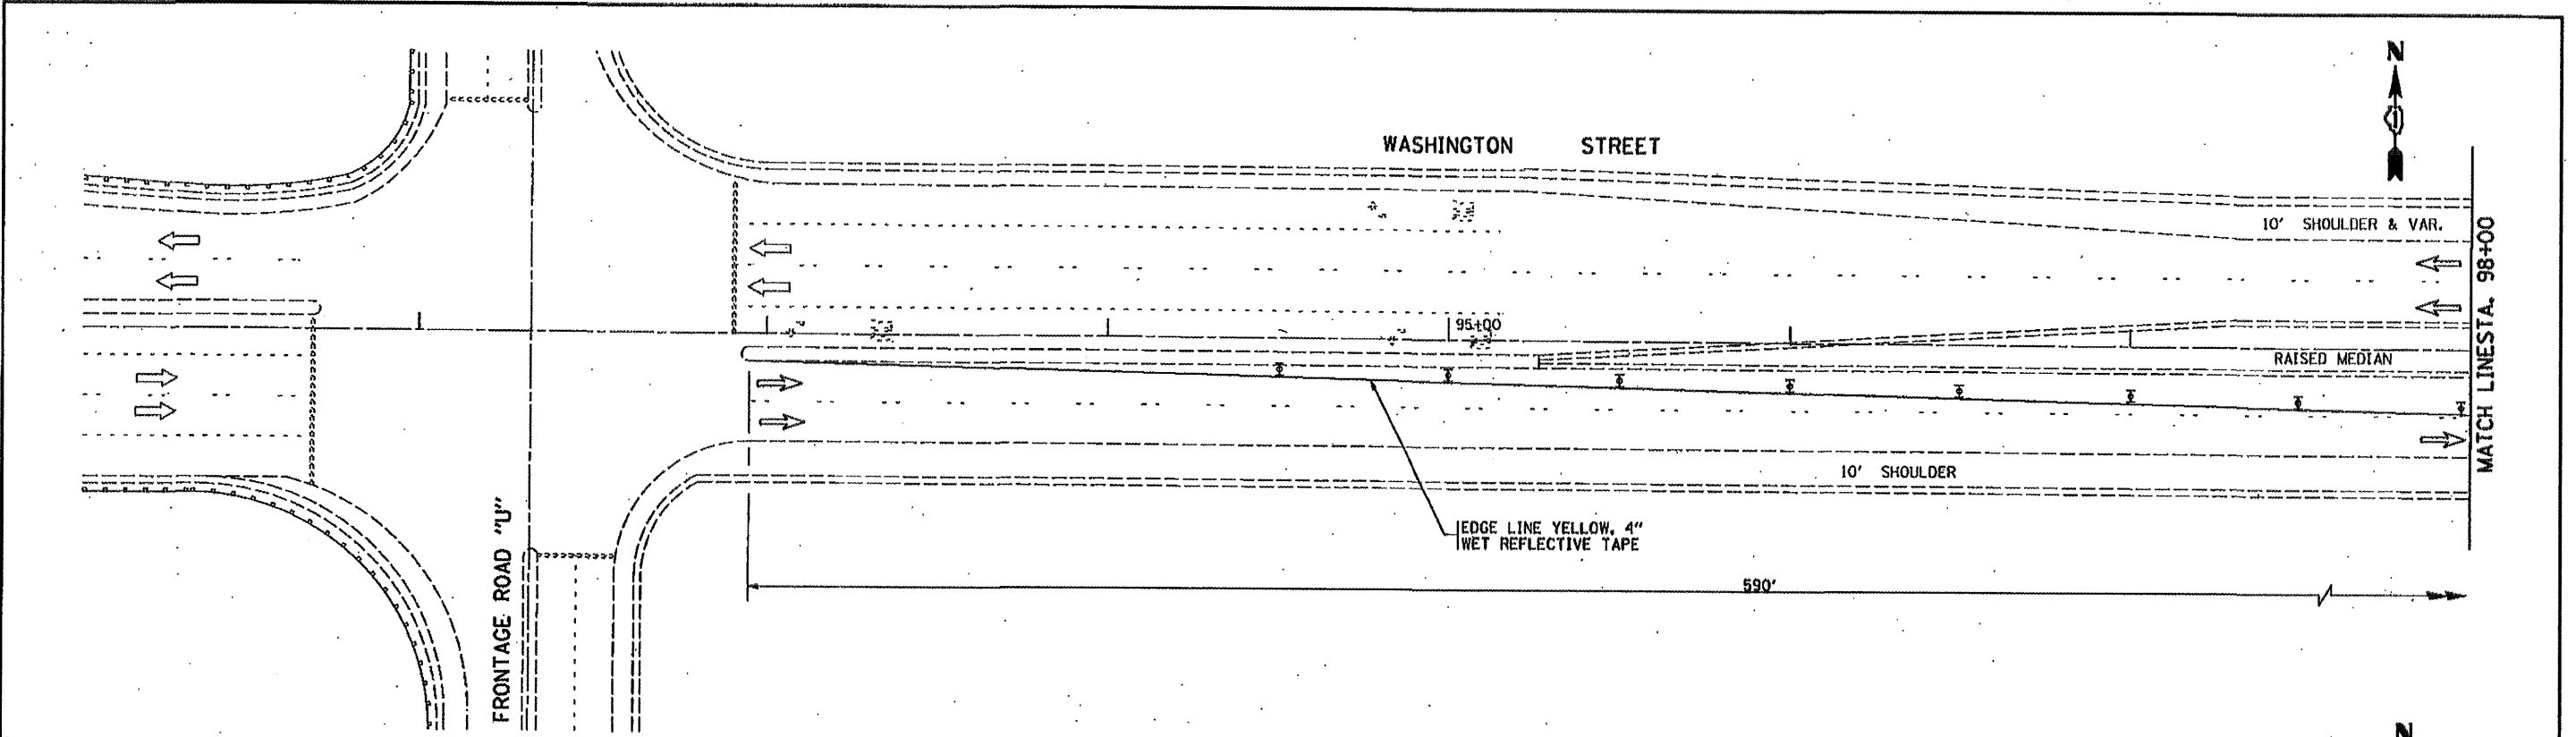 N
WASHINGTON STREET
10' SHOULDER & VAR.
MATCH LINESTA. 98+00
95+00
RAISED MEDIAN
10' SHOULDER
FRONTAGE ROAD "U"
EDGE LINE YELLOW, 4"
WET REFLECTIVE TAPE
590'
N